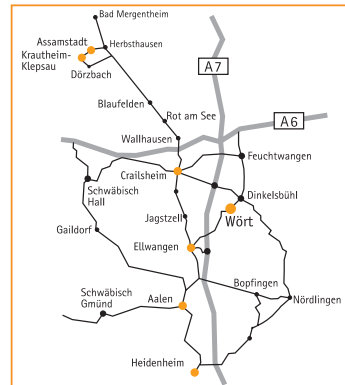 Bad Mergentheim
Assamstadt
Herbsthausen
Krautheim-
Klepsau
Dörzbach
A7
Blaufelden
Rot am See
A6
Wallhausen
Feuchtwangen
Crailsheim
Schwäbisch
Hall
Dinkelsbühl
Jagstzell
Wört
Gaildorf
Ellwangen
Bopfingen
Schwäbisch
Gmünd
Aalen
Nördlingen
Heidenheim